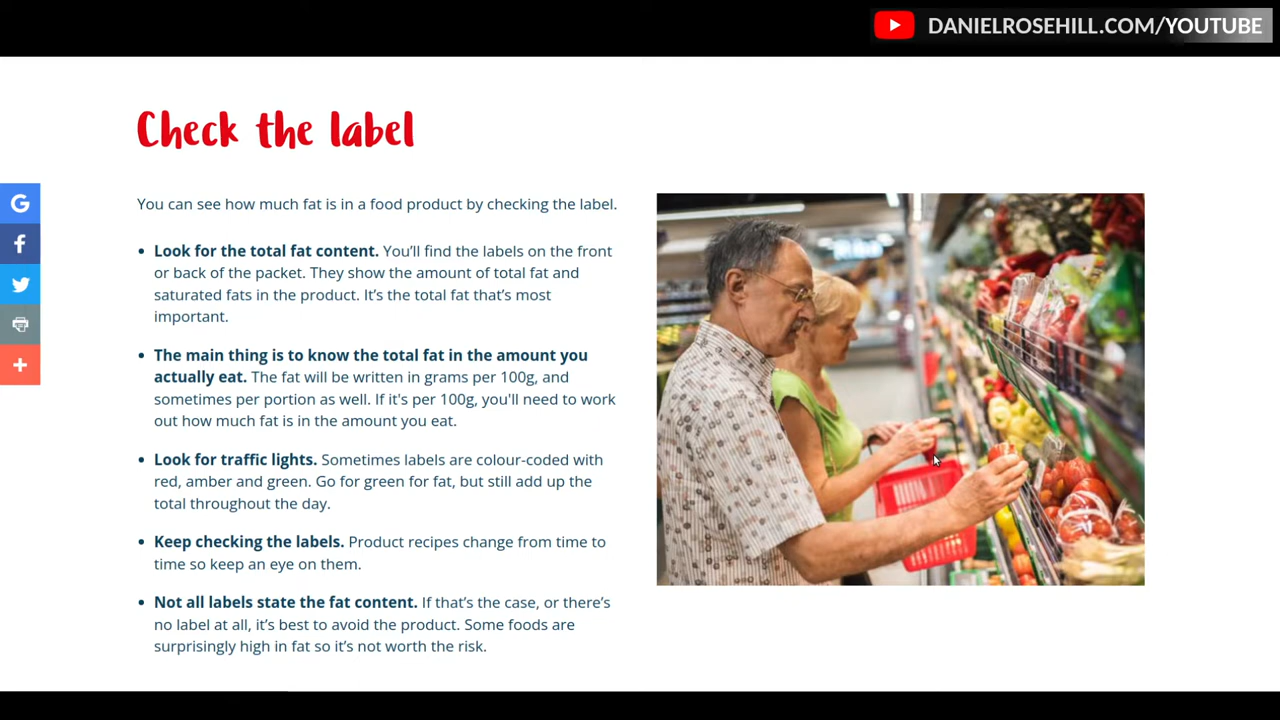 DANIELROSEHILL.COM/YOUTUBE
Check the label
You can see how much fat is in a food product by checking the label.
• Look for the total fat content. You’ll find the labels on the front
or back of the packet. They show the amount of total fat and
saturated fats in the product. It’s the total fat that’s most
important.
• The main thing is to know the total fat in the amount you
actually eat. The fat will be written in grams per 100g, and
sometimes per portion as well. If it's per 100g, you'll need to work
out how much fat is in the amount you eat.
• Look for traffic lights. Sometimes labels are colour-coded with
red, amber and green. Go for green for fat, but still add up the
total throughout the day.
• Keep checking the labels. Product recipes change from time to
time so keep an eye on them.
• Not all labels state the fat content. If that’s the case, or there’s
no label at all, it’s best to avoid the product. Some foods are
surprisingly high in fat so it’s not worth the risk.